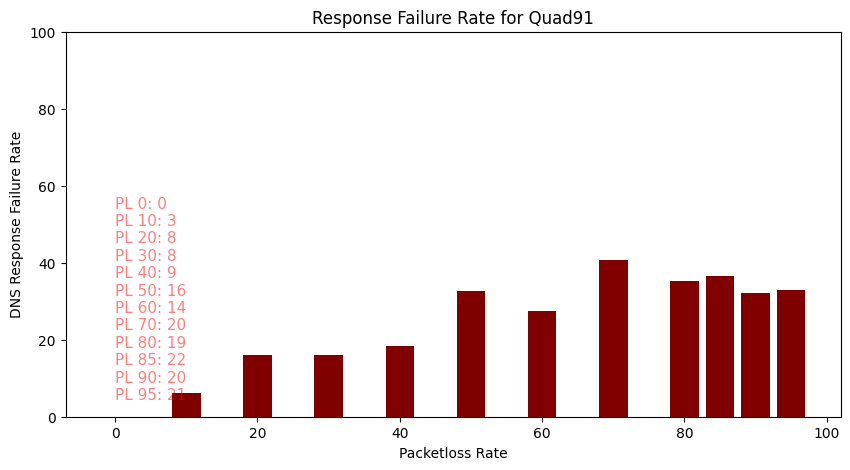 Response Failure Rate for Quad91
100
80
60
40
20
0
DNS Response Failure Rate
PL 0: 0
PL 10: 3
PL 20: 8
PL 30: 8
PL 40: 9
PL 50: 16
PL 60: 14
PL 70: 20
PL 80: 19
PL 85: 22
PL 90: 20
PL 95: 21
0 20 40 60 80 100
Packetloss Rate